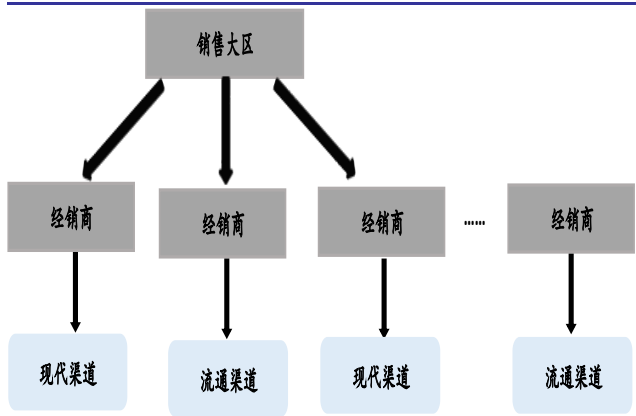 销售大区
经销商
经销商
经销商
......
经销商
现代渠道
流通渠道
现代渠道
流通渠道